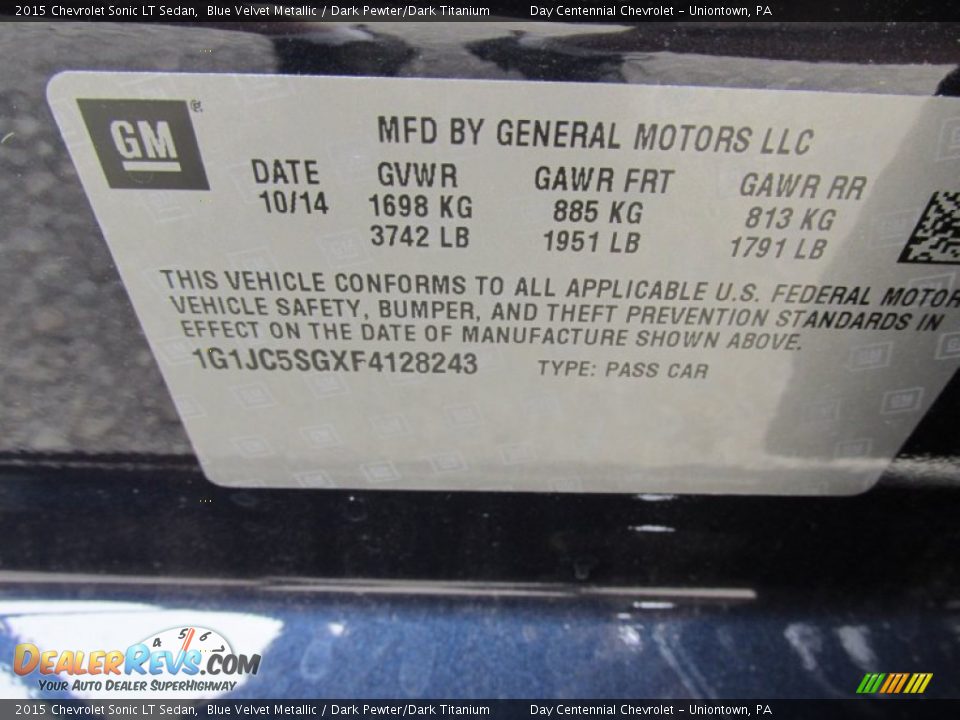 2015 Chevrolet Sonic LT Sedan, Blue Velvet Metallic / Dark Pewter/Dark Titanium Day Centennial Chevrolet - Uniontown, PA
GM®
MFD BY GENERAL MOTORS LLC
DATE GVWR GAWR FRT GAWR RR
10/14 1698 KG 885 KG 813 KG
3742 LB 1951 LB 1791 LB
THIS VEHICLE CONFORMS TO ALL APPLICABLE U.S. FEDERAL MOTOR
VEHICLE SAFETY, BUMPER, AND THEFT PREVENTION STANDARDS IN
EFFECT ON THE DATE OF MANUFACTURE SHOWN ABOVE.
1G1JC5SGXF4128243 TYPE: PASS CAR
4 5 6
DEALERREVS.COM
YOUR AUTO DEALER SUPERHIGHWAY
2015 Chevrolet Sonic LT Sedan, Blue Velvet Metallic / Dark Pewter/Dark Titanium Day Centennial Chevrolet - Uniontown, PA